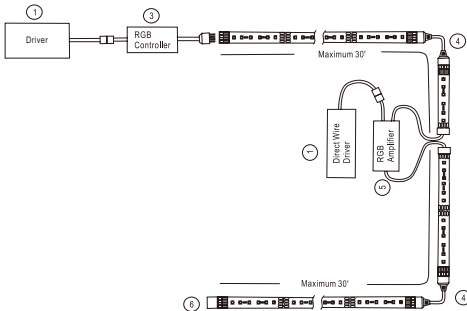 1
3
Driver
RGB
Controller
4
Maximum 30'
1
Direct Wire
Driver
RGB
Amplifier
5
Maximum 30'
6
4